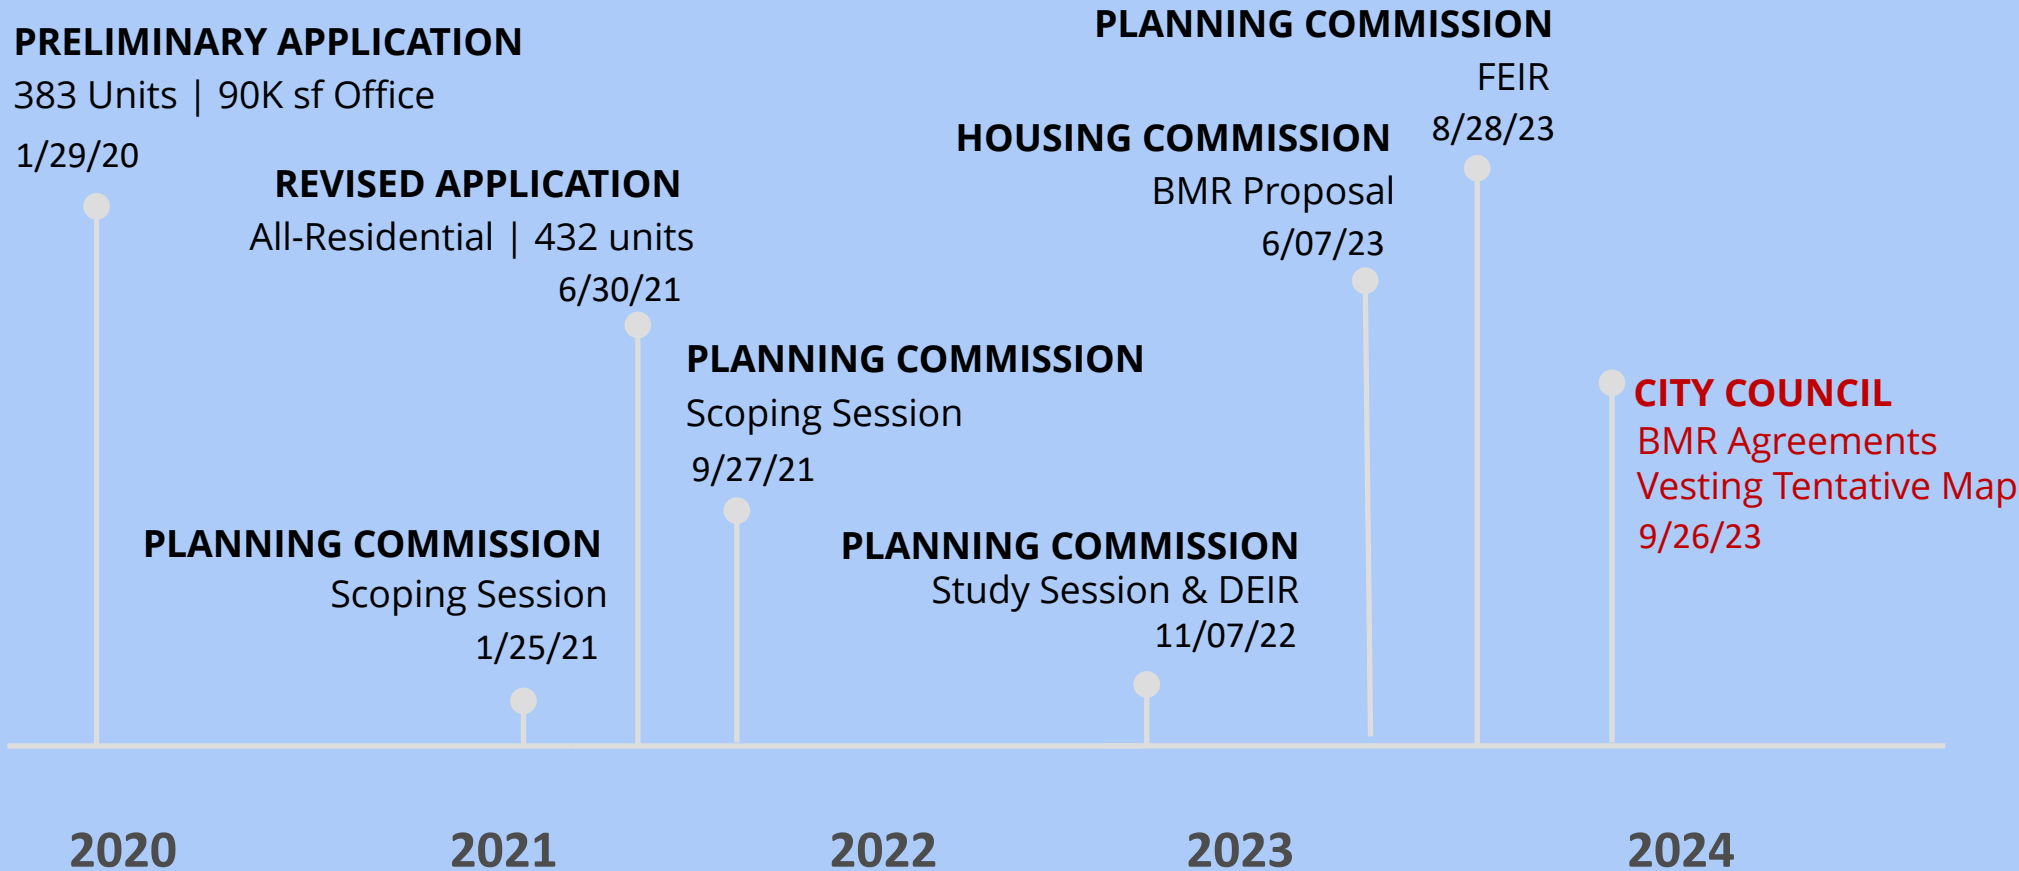 PRELIMINARY APPLICATION
383 Units | 90K sf Office
1/29/20
REVISED APPLICATION
All-Residential | 432 units
6/30/21
PLANNING COMMISSION
Scoping Session
1/25/21
PLANNING COMMISSION
Scoping Session
9/27/21
PLANNING COMMISSION
Study Session & DEIR
11/07/22
HOUSING COMMISSION
BMR Proposal
6/07/23
PLANNING COMMISSION
FEIR
8/28/23
CITY COUNCIL
BMR Agreements
Vesting Tentative Map
9/26/23
2020
2021
2022
2023
2024